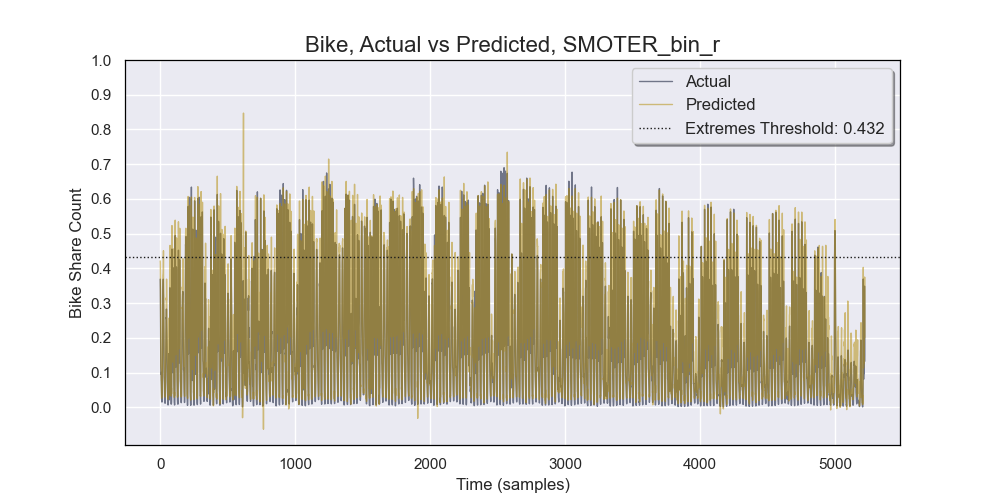 Bike, Actual vs Predicted, SMOTER_bin_r
Actual
Predicted
Extremes Threshold: 0.432
Bike Share Count
1.0
0.9
0.8
0.7
0.6
0.5
0.4
0.3
0.2
0.1
0.0
0 1000 2000 3000 4000 5000
Time (samples)